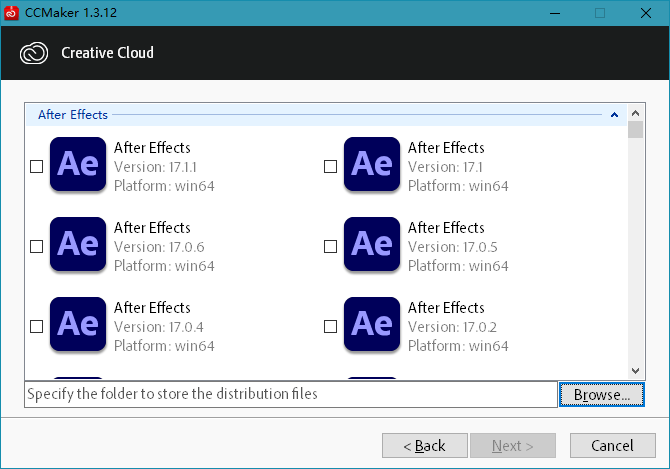 CCMaker 1.3.12
Creative Cloud
After Effects
Ae After Effects
Version: 17.1.1
Platform: win64
Ae After Effects
Version: 17.1
Platform: win64
Ae After Effects
Version: 17.0.6
Platform: win64
Ae After Effects
Version: 17.0.5
Platform: win64
Ae After Effects
Version: 17.0.4
Platform: win64
Ae After Effects
Version: 17.0.2
Platform: win64
Specify the folder to store the distribution files
Browse...
< Back
Next >
Cancel